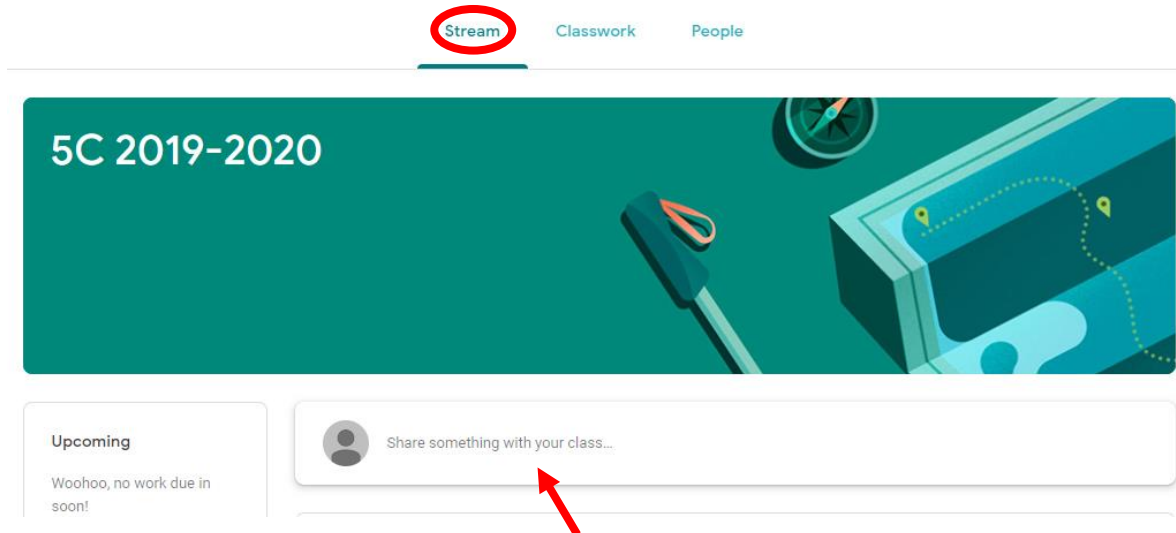 Stream Classwork People
5C 2019-2020
Upcoming
Woohoo, no work due in
soon!
Share something with your class...